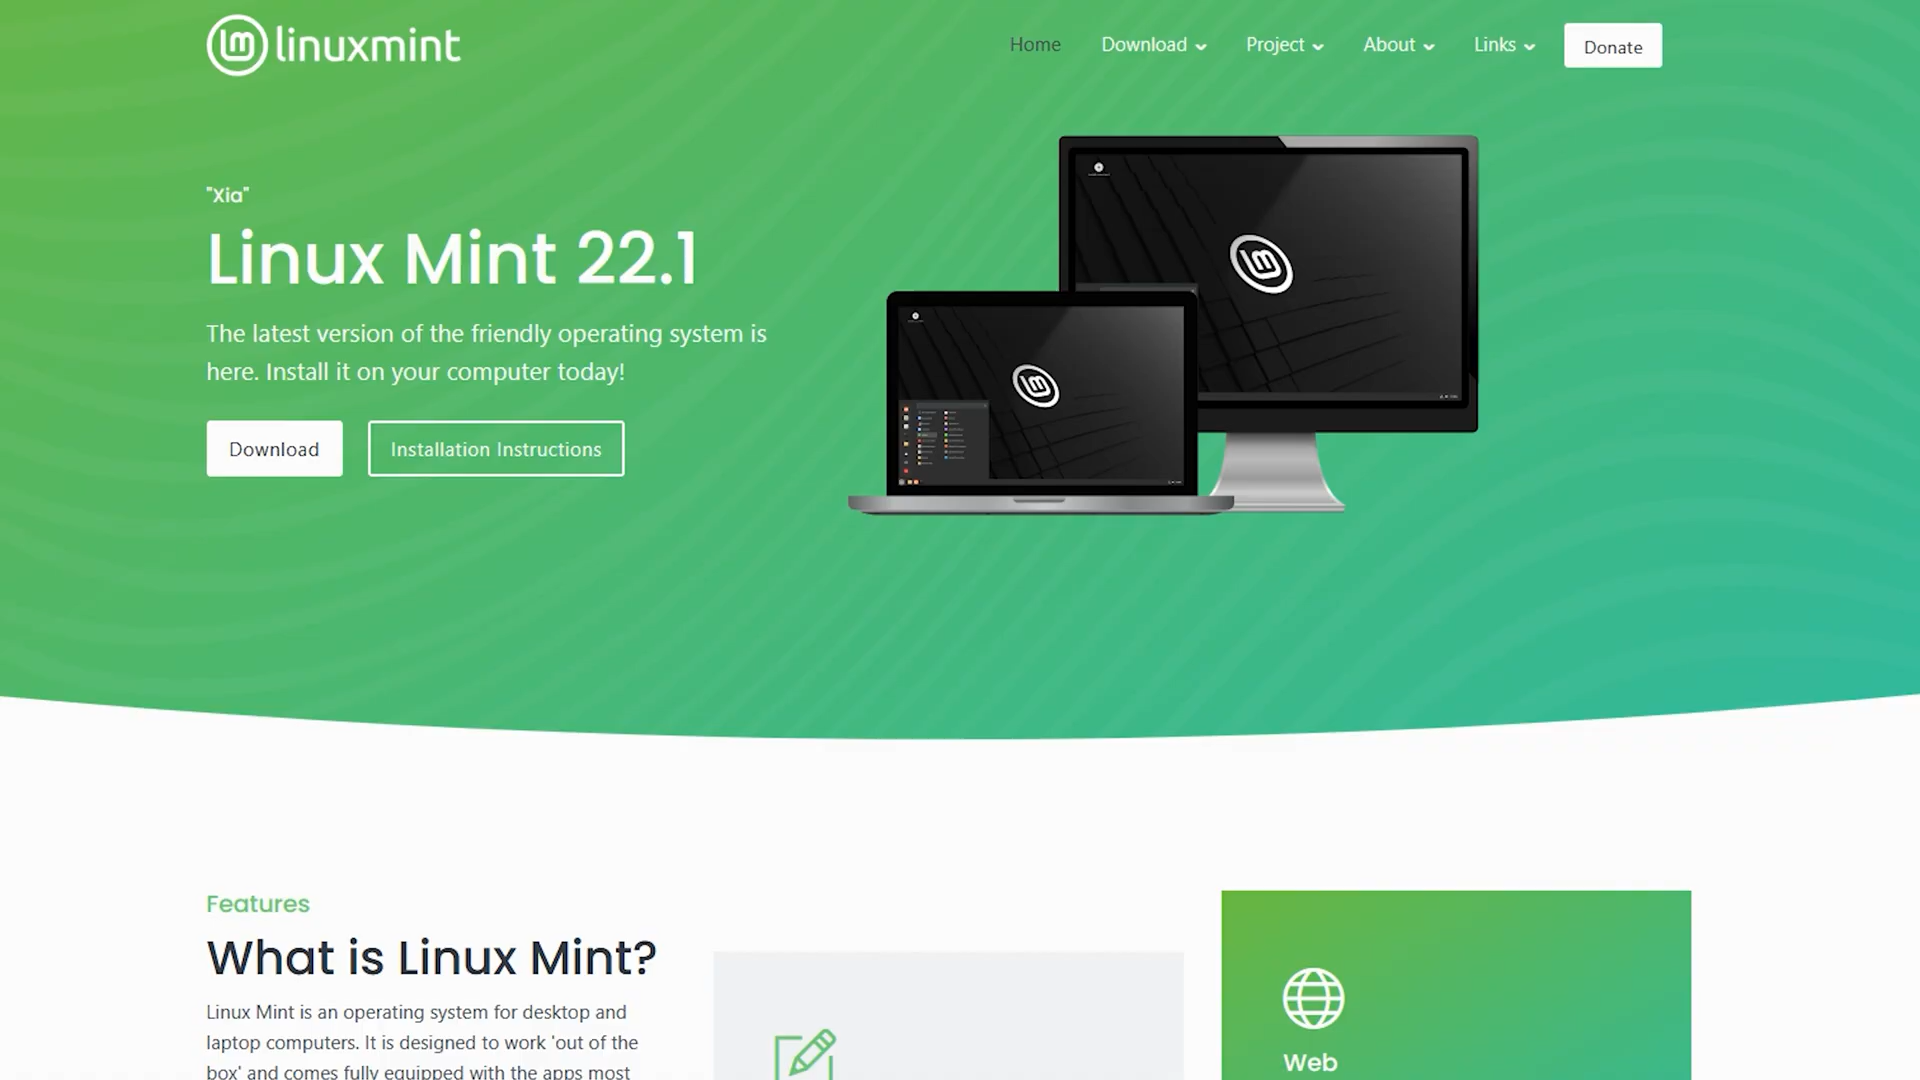 linuxmint
Home
Download
Project
About
Links
Donate
"Xia"
Linux Mint 22.1
The latest version of the friendly operating system is
here. Install it on your computer today!
Download
Installation Instructions
Features
What is Linux Mint?
Linux Mint is an operating system for desktop and
laptop computers. It is designed to work 'out of the
box' and comes fully equipped with the apps most
Web